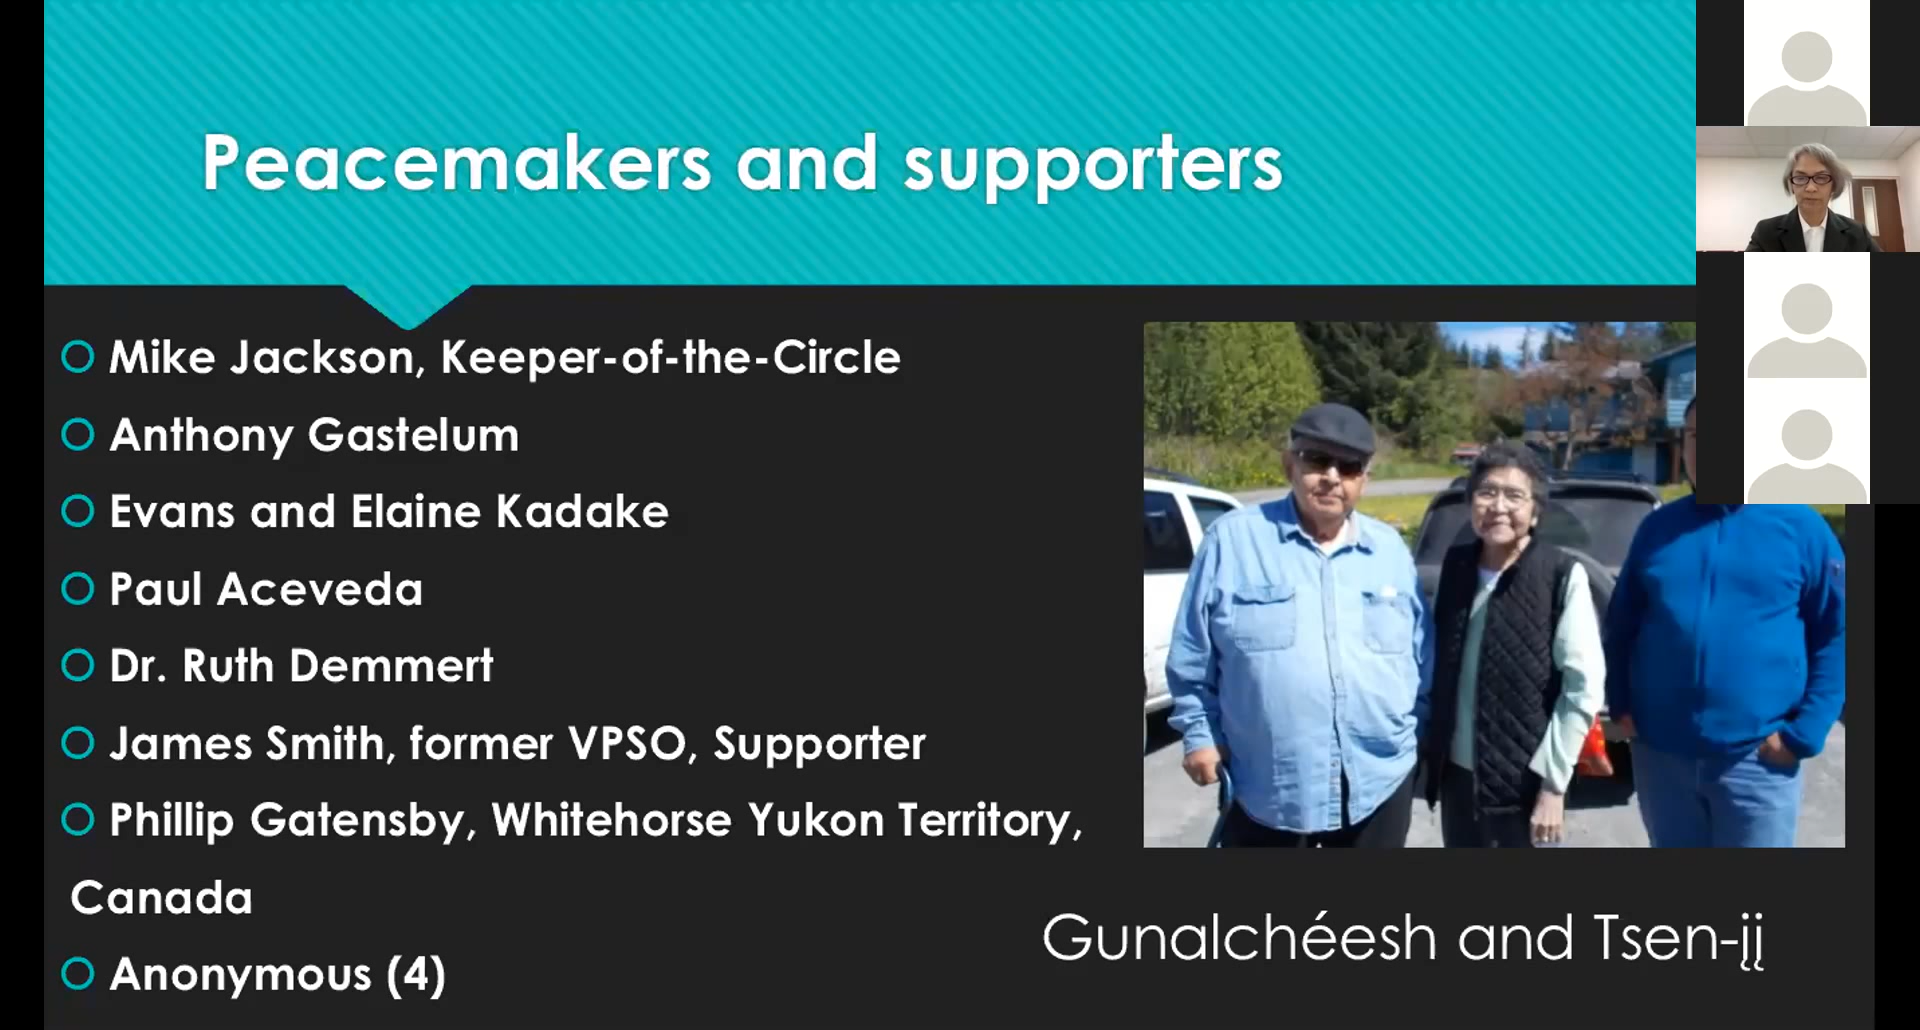 Peacemakers and supporters
Mike Jackson, Keeper-of-the-Circle
Anthony Gastelum
Evans and Elaine Kadake
Paul Aceveda
Dr. Ruth Demmert
James Smith, former VPSO, Supporter
Phillip Gatensby, Whitehorse Yukon Territory,
Canada
Anonymous (4)
Gunalchéesh and Tsen-įį